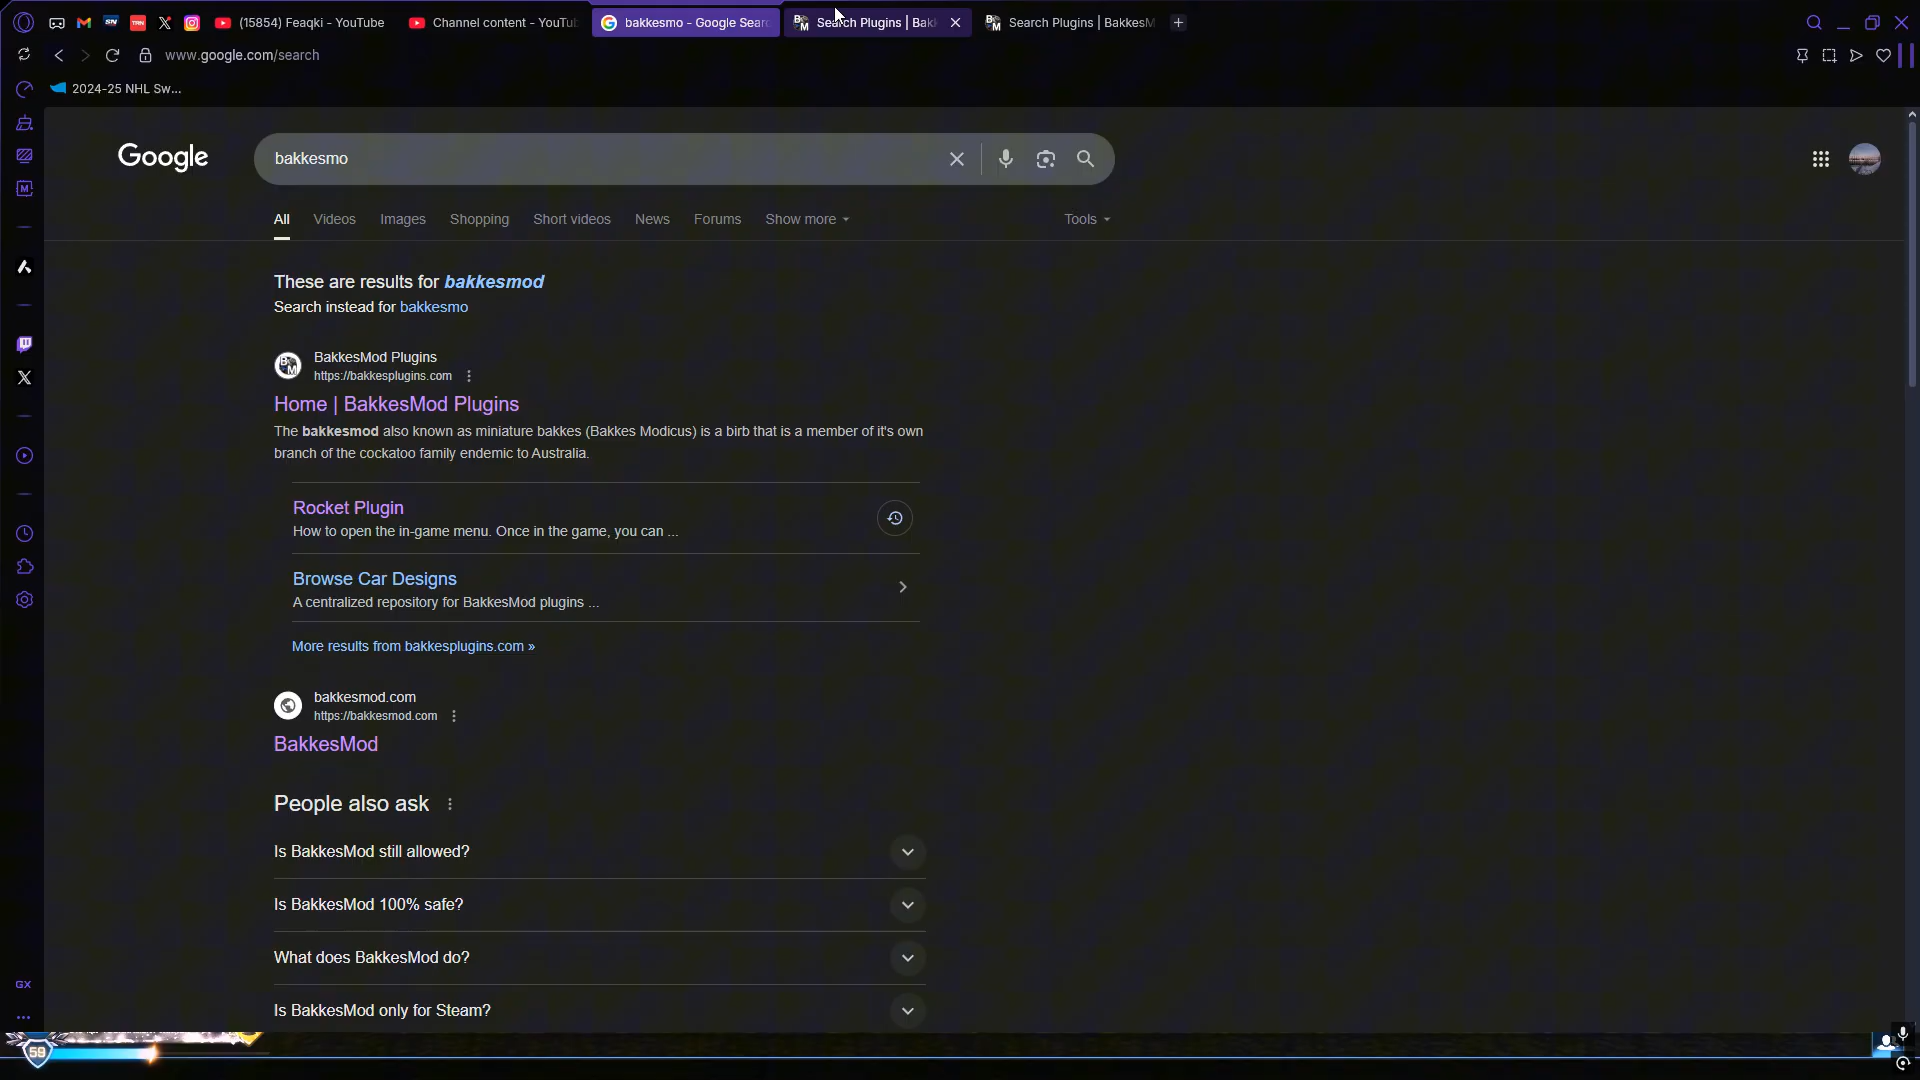 (15854) Feaqki - YouTube
Channel content - YouTu
bakkesmo - Google Searc
Search Plugins | Bak
Search Plugins | BakkesM
www.google.com/search
2024-25 NHL Sw...
Google
bakkesmo
All Videos Images Shopping Short videos News Forums Show more Tools
These are results for bakkesmod
Search instead for bakkesmo
BakkesMod Plugins
https://bakkesplugins.com
Home | BakkesMod Plugins
The bakkesmod also known as miniature bakkes (Bakkes Modicus) is a birb that is a member of it's own
branch of the cockatoo family endemic to Australia.
Rocket Plugin
How to open the in-game menu. Once in the game, you can ...
Browse Car Designs
A centralized repository for BakkesMod plugins ...
More results from bakkesplugins.com »
bakkesmod.com
https://bakkesmod.com
BakkesMod
People also ask
Is BakkesMod still allowed?
Is BakkesMod 100% safe?
What does BakkesMod do?
Is BakkesMod only for Steam?
GX
59